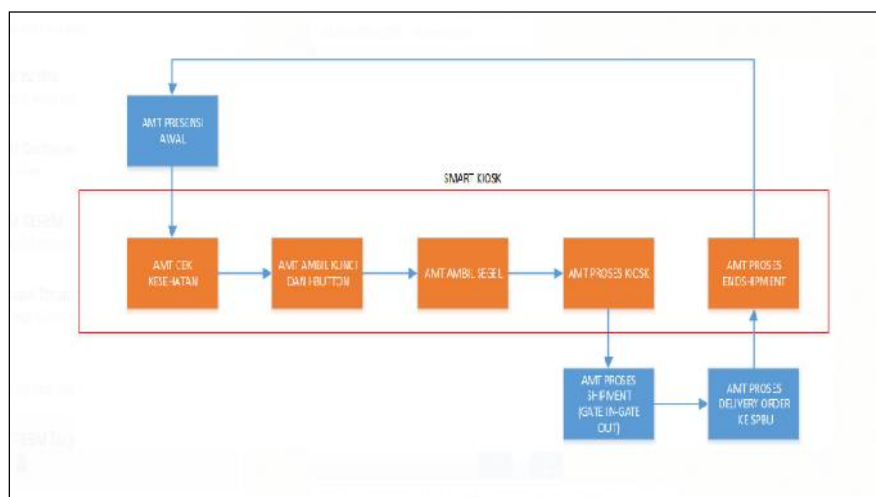 AMT PRESENSI
AWAL
SMART KIOSK
AMT CEK
KESEHATAN
AMT AMBIL KUNCI
DAN I-BUTTON
AMT AMBIL SEGEL
AMT PROSES KIOSK
AMT PROSES
ENDSHIPMENT
AMT PROSES
SHIPMENT
(GATE IN-GATE
OUT)
AMT PROSES
DELIVERY ORDER
KE SPBU